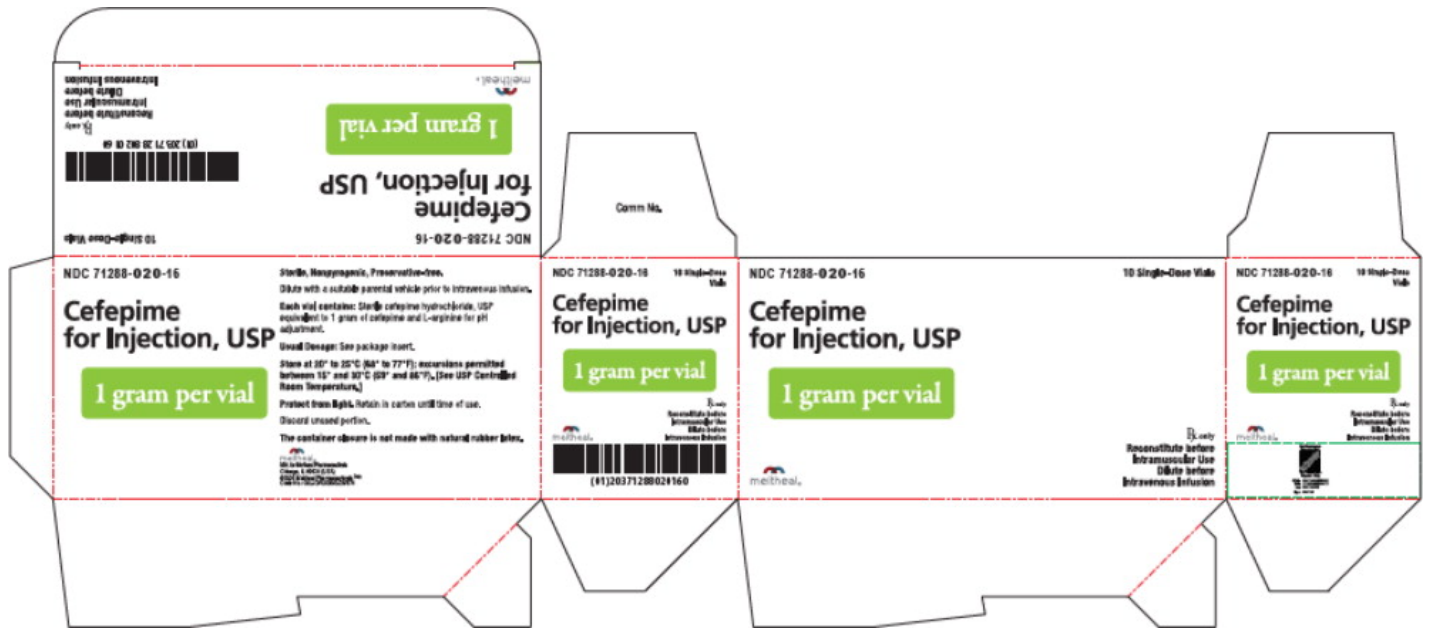 Intravenous Infusion
Dilute before
Intramuscular Use
Reconstitute before
Rx only
meitheal
1 gram per vial
Cefepime
for Injection, USP
10 Single-Dose Vials
NDC 71288-020-16
Comm No.
NDC 71288-020-16
Cefepime
for Injection, USP
1 gram per vial
Sterile, Nonpyrogenic, Preservative-free.
Dilute with a suitable parental vehicle prior to intravenous infusion.
Each vial contains: Sterile cefepime hydrochloride, USP
equivalent to 1 gram of cefepime and L-arginine for pH
adjustment.
Usual Dosage: See package insert.
Store at 20° to 25°C (68° to 77°F); excursions permitted
between 15° and 30°C (59° and 86°F). [See USP Controlled
Room Temperature.]
Protect from light. Retain in carton until time of use.
Discard unused portion.
The container closure is not made with natural rubber latex.
meitheal
NDC 71288-020-16
10 Single-Dose
Vials
Cefepime
for Injection, USP
1 gram per vial
Rx only
Reconstitute before
Intramuscular Use
Dilute before
Intravenous Infusion
meitheal
(01)20371288020160
NDC 71288-020-16
10 Single-Dose Vials
Cefepime
for Injection, USP
1 gram per vial
Rx only
Reconstitute before
Intramuscular Use
Dilute before
Intravenous Infusion
meitheal
NDC 71288-020-16
10 Single-Dose
Vials
Cefepime
for Injection, USP
1 gram per vial
Rx only
Reconstitute before
Intramuscular Use
Dilute before
Intravenous Infusion
meitheal